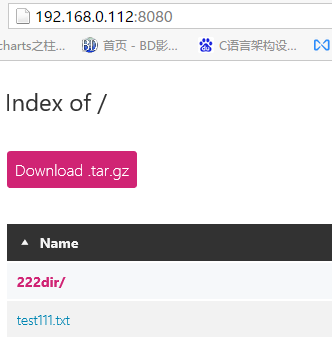 192.168.0.112:8080
charts之柱...
BD 首页 - BD影...
C语言架构设...
Index of /
Download .tar.gz
Name
222dir/
test111.txt